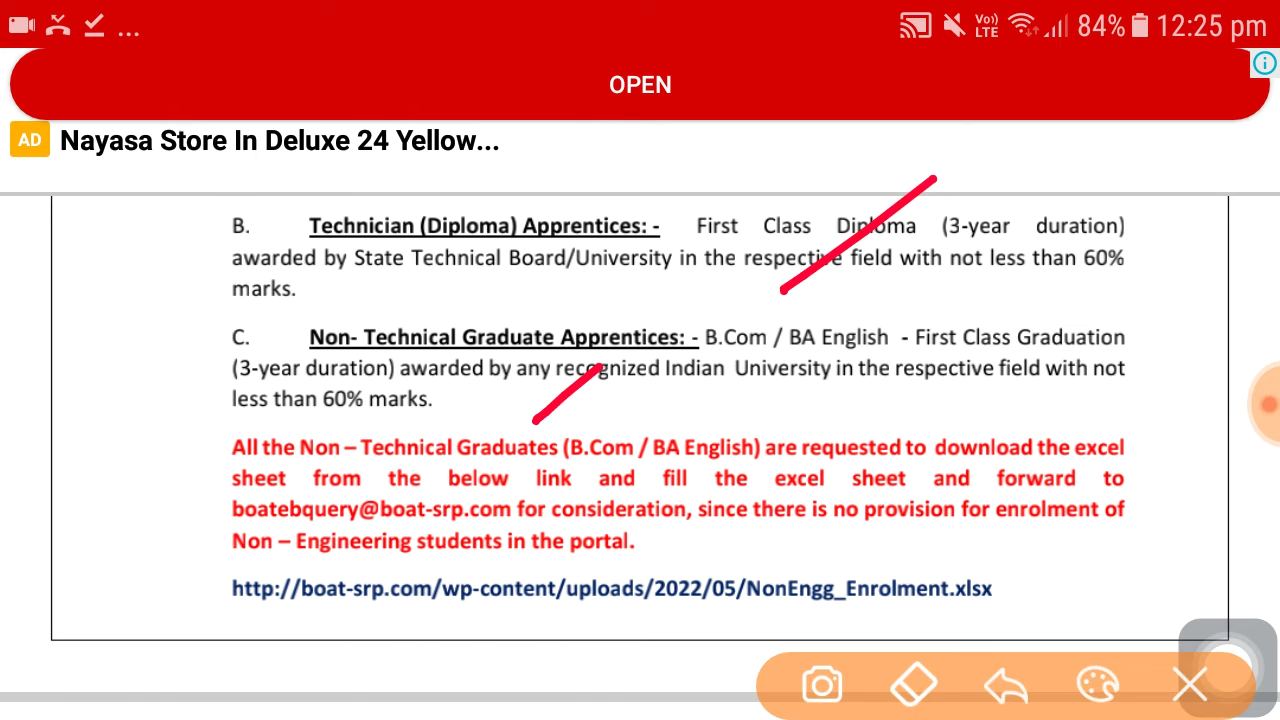 ... Vo) LTE 84% 12:25 pm
OPEN
AD Nayasa Store In Deluxe 24 Yellow...
B. Technician (Diploma) Apprentices: - First Class Diploma (3-year duration)
awarded by State Technical Board/University in the respective field with not less than 60%
marks.
C. Non- Technical Graduate Apprentices: - B.Com / BA English - First Class Graduation
(3-year duration) awarded by any recognized Indian University in the respective field with not
less than 60% marks.
All the Non – Technical Graduates (B.Com / BA English) are requested to download the excel
sheet from the below link and fill the excel sheet and forward to
boatebquery@boat-srp.com for consideration, since there is no provision for enrolment of
Non – Engineering students in the portal.
http://boat-srp.com/wp-content/uploads/2022/05/NonEngg_Enrolment.xlsx